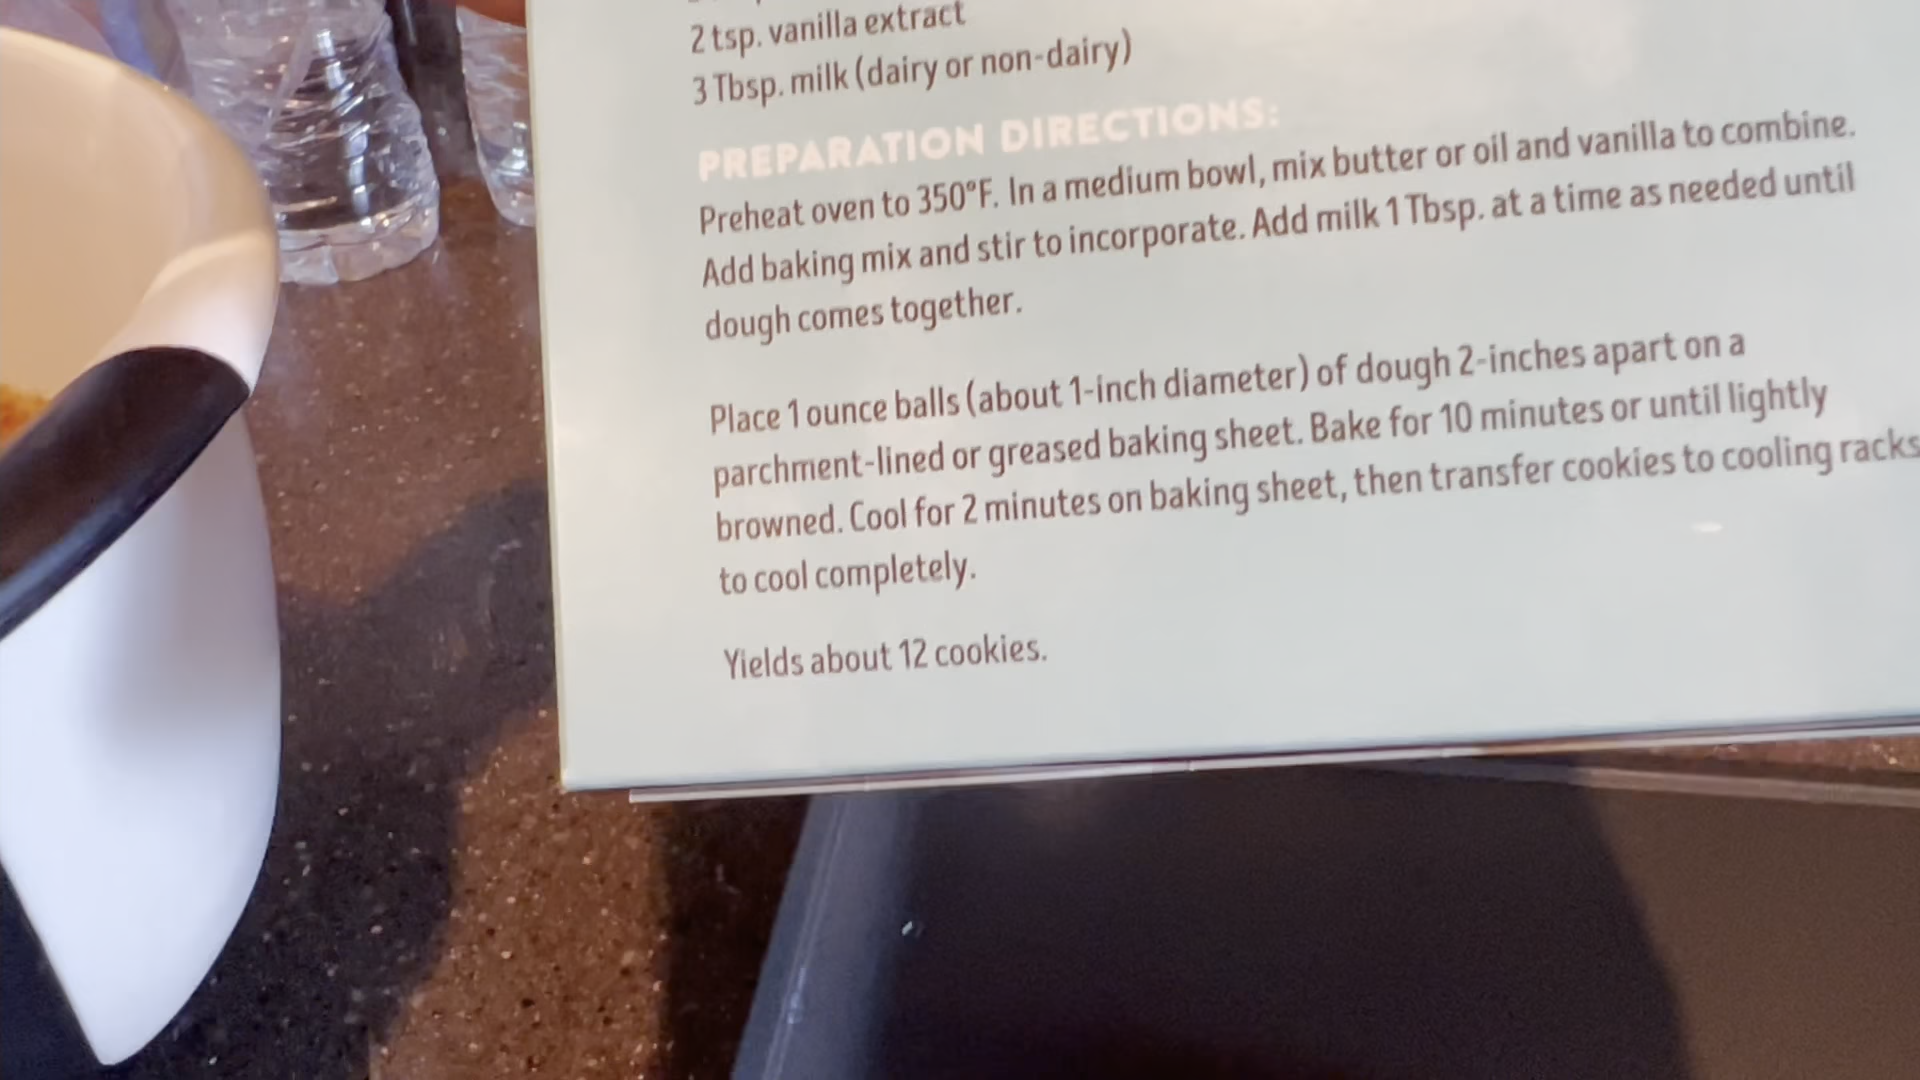 2 tsp. vanilla extract
3 Tbsp. milk (dairy or non-dairy)
PREPARATION DIRECTIONS:
Preheat oven to 350°F. In a medium bowl, mix butter or oil and vanilla to combine.
Add baking mix and stir to incorporate. Add milk 1 Tbsp. at a time as needed until
dough comes together.
Place 1 ounce balls (about 1-inch diameter) of dough 2-inches apart on a
parchment-lined or greased baking sheet. Bake for 10 minutes or until lightly
browned. Cool for 2 minutes on baking sheet, then transfer cookies to cooling racks
to cool completely.
Yields about 12 cookies.